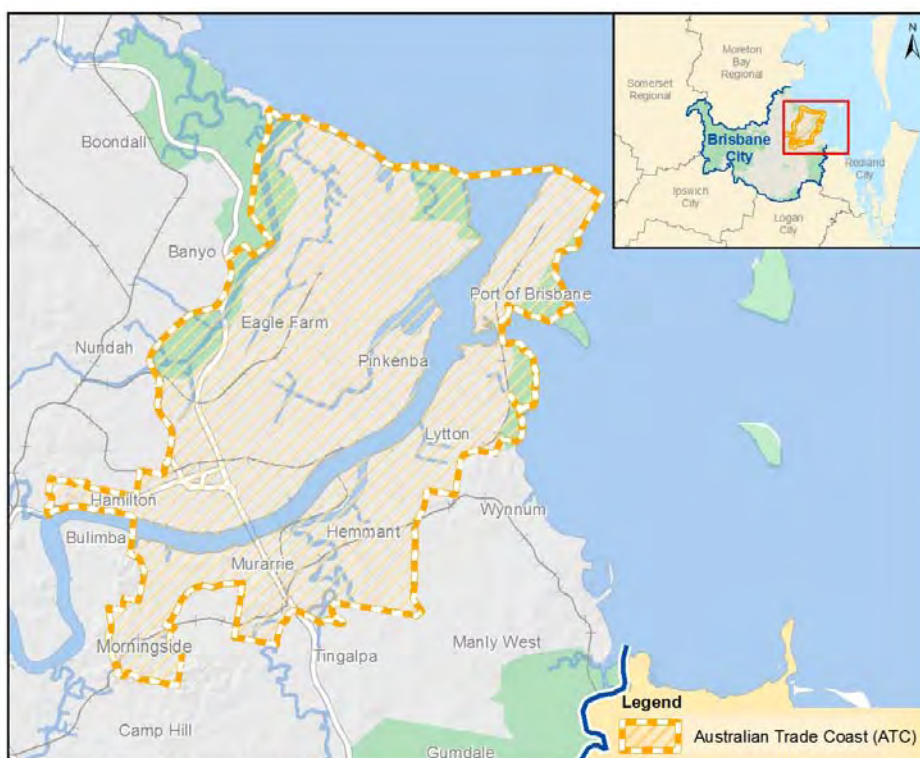 N
Moreton
Bay
Regional
Somerset
Regional
Brisbane
City
Redland
City
Ipswich
City
Logan
City
Boondall
Banyo
Port of Brisbane
Eagle Farm
Nundah
Pinkenba
Lytton
Hamilton
Wynnum
Bulimba
Hemmant
Murarrie
Morningside
Tingalpa
Manly West
Camp Hill
Gumdale
Legend
Australian Trade Coast (ATC)